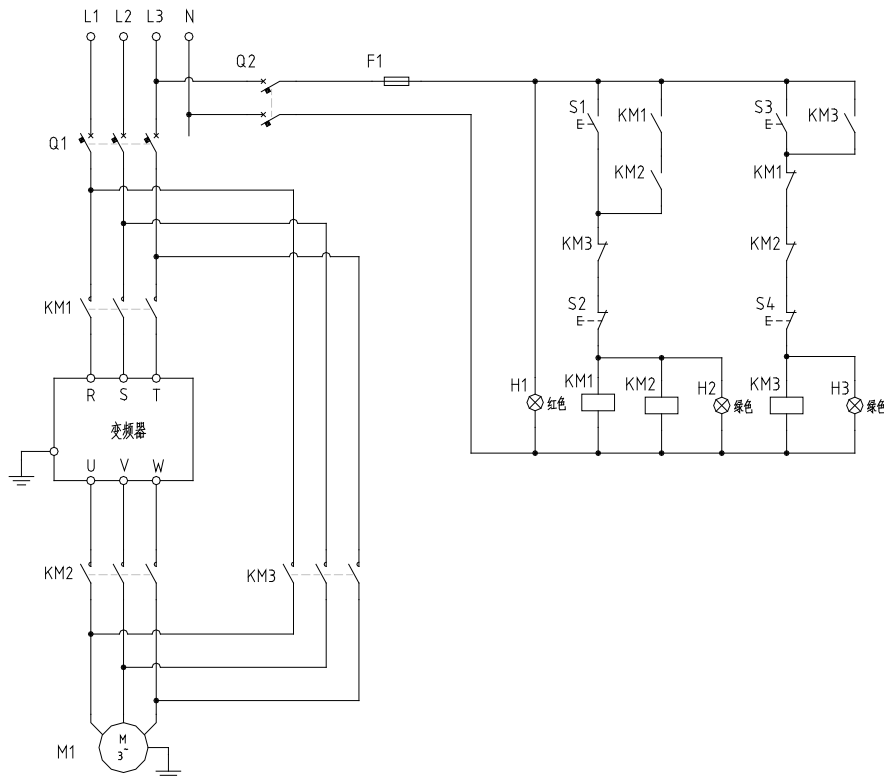 L1 L2 L3 N
Q2 F1
S1 KM1 S3 KM3
Q1
KM2 KM1
KM3 KM2
KM1 S2 S4
H1 KM1 KM2 H2 KM3 H3
R S T
红色 绿色 绿色
变频器
U V W
KM2 KM3
M1 M
3~